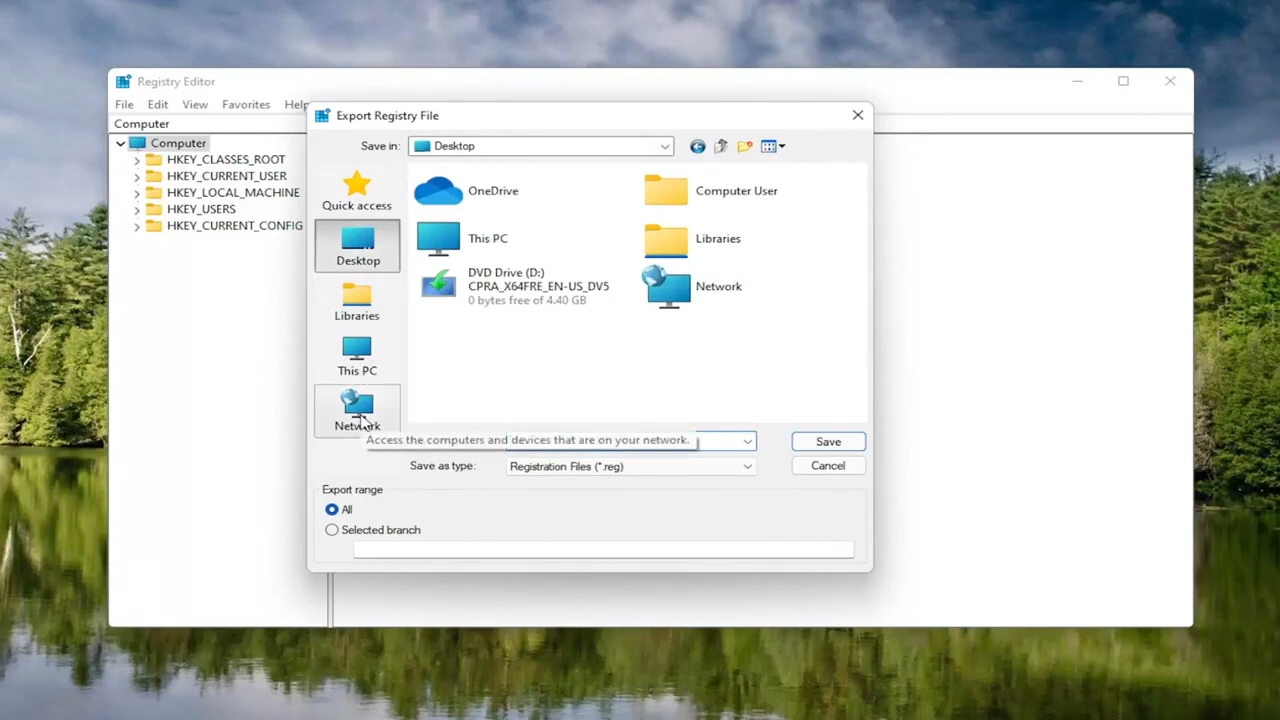 Registry Editor
File Edit View Favorites Help
Computer
Computer
HKEY_CLASSES_ROOT
HKEY_CURRENT_USER
HKEY_LOCAL_MACHINE
HKEY_USERS
HKEY_CURRENT_CONFIG
Export Registry File
Save in: Desktop
Quick access
Desktop
Libraries
This PC
Network
OneDrive
Computer User
This PC
Libraries
DVD Drive (D:)
CPRA_X64FRE_EN-US_DV5
0 bytes free of 4.40 GB
Network
Access the computers and devices that are on your network.
Save
Save as type: Registration Files (*.reg)
Cancel
Export range
All
Selected branch